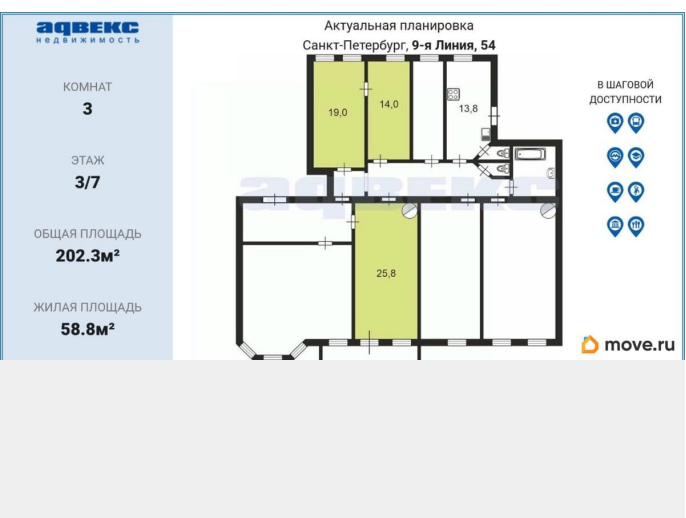 адвекс
недвижимость
КОМНАТ
3
ЭТАЖ
3/7
ОБЩАЯ ПЛОЩАДЬ
202.3м²
ЖИЛАЯ ПЛОЩАДЬ
58.8м²
Актуальная планировка
Санкт-Петербург, 9-я Линия, 54
19,0
14,0
13,8
25,8
адвекс
В ШАГОВОЙ
ДОСТУПНОСТИ
move.ru